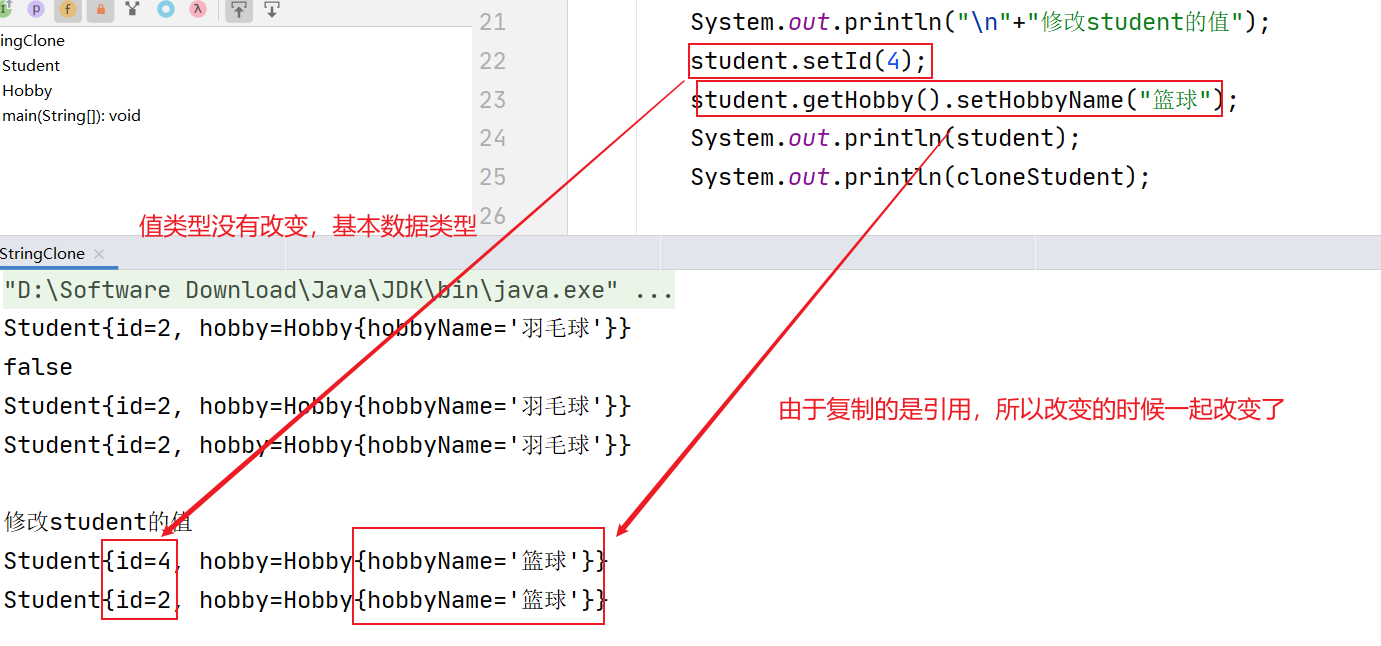 p f λ
21 System.out.println("\n"+"修改student的值");
ingClone
22 student.setId(4);
Student
Hobby
23 student.getHobby().setHobbyName("篮球");
main(String[]): void
24 System.out.println(student);
25 System.out.println(cloneStudent);
26
值类型没有改变，基本数据类型
StringClone ×
"D:\Software Download\Java\JDK\bin\java.exe" ...
Student{id=2, hobby=Hobby{hobbyName='羽毛球'}}
false
Student{id=2, hobby=Hobby{hobbyName='羽毛球'}}
由于复制的是引用，所以改变的时候一起改变了
Student{id=2, hobby=Hobby{hobbyName='羽毛球'}}
修改student的值
Student{id=4, hobby=Hobby{hobbyName='篮球'}}
Student{id=2, hobby=Hobby{hobbyName='篮球'}}